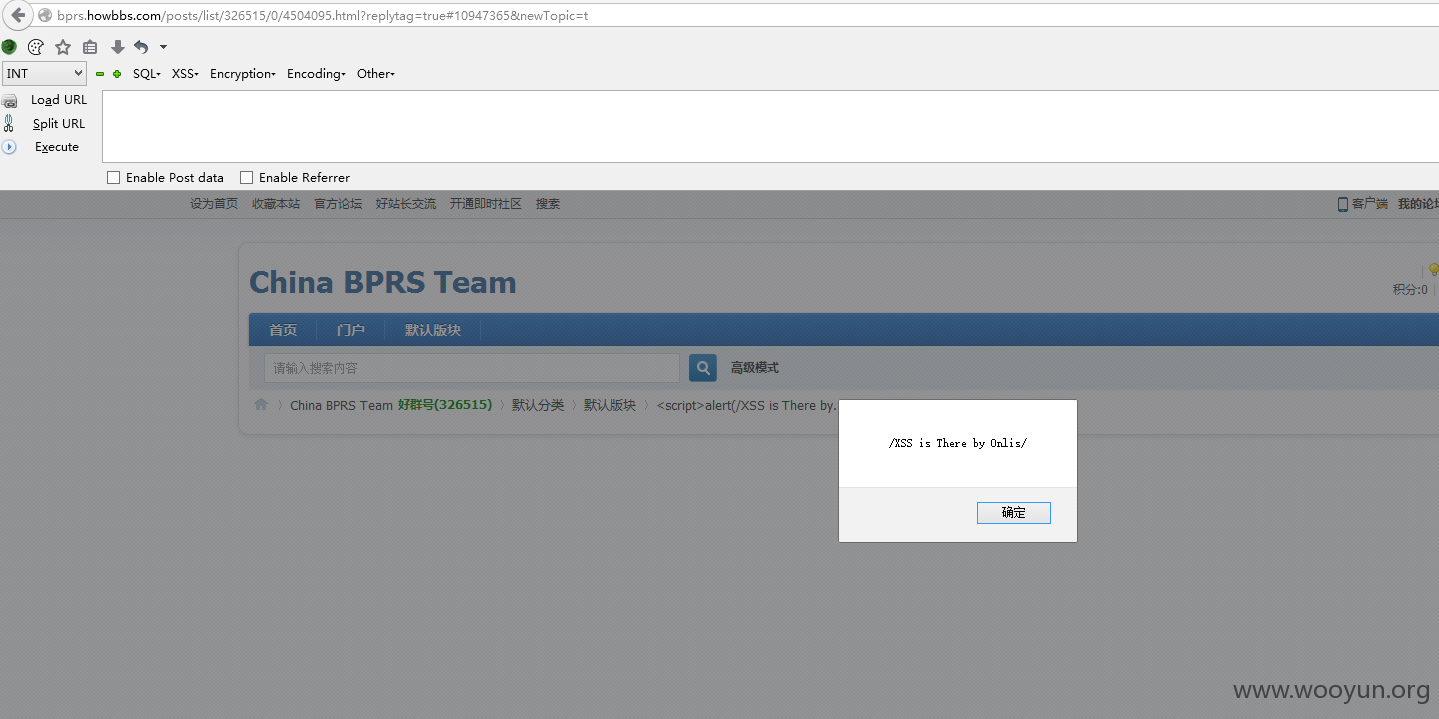 bprs.howbbs.com/posts/list/326515/0/4504095.html?replytag=true#10947365&newTopic=t
INT SQL XSS Encryption Encoding Other
Load URL
Split URL
Execute
Enable Post data Enable Referrer
设为首页 收藏本站 官方论坛 好站长交流 开通即时社区 搜索 客户端 我的论坛
China BPRS Team
积分:0
首页 门户 默认版块
请输入搜索内容 高级模式
China BPRS Team 好群号(326515) 〉默认分类 〉默认版块 〉<script>alert(/XSS is There by.
/XSS is There by Onlis/
确定
www.wooyun.org